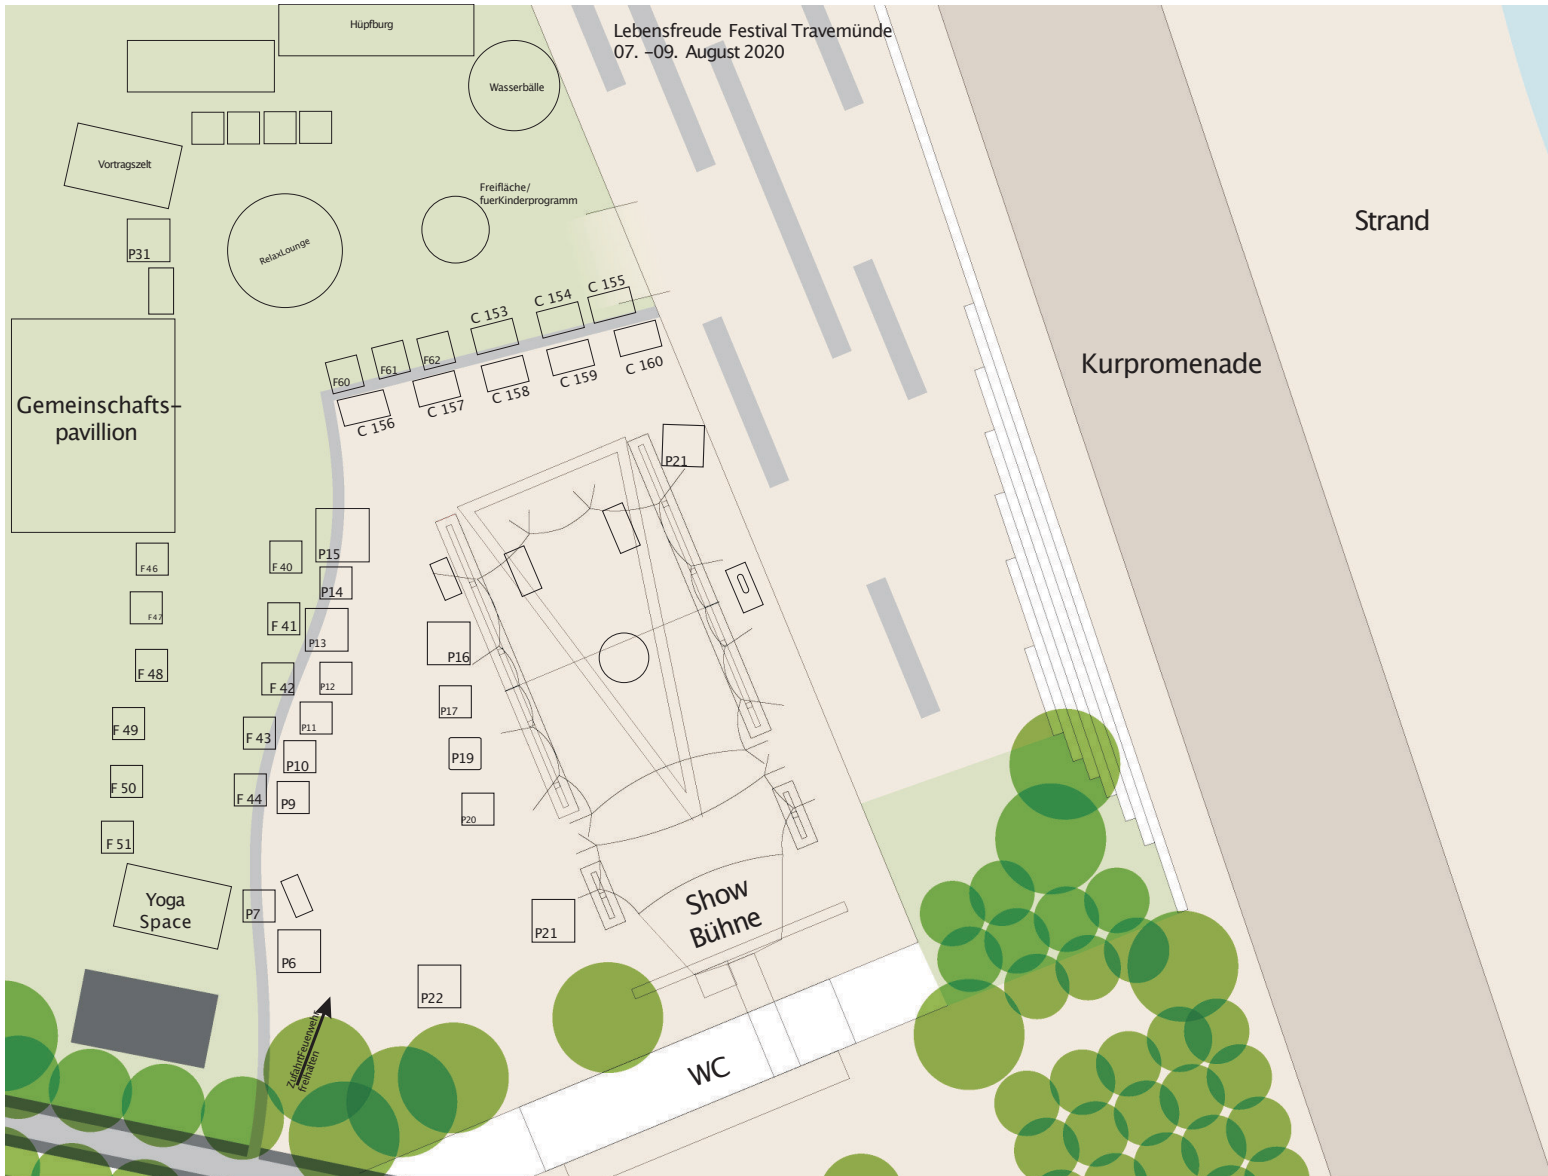 Hüpfburg
Lebensfreude Festival Travemünde
07. –09. August 2020
Wasserbälle
Vortragszelt
Freifläche/
fuerKinderprogramm
Strand
P31
RelaxLounge
C 155
C 154
C 153
F62
F61
F60
C 160
C 159
C 158
C 157
C 156
Kurpromenade
Gemeinschafts-
pavillion
P21
P15
F46
F 40
P14
F47
F 41
P13
P16
F 48
F 42
P12
P17
F 49
F 43
P11
P10
P19
F 50
F 44
P9
P20
F 51
Yoga
Space
P7
Show
Bühne
P21
P6
P22
ZufahrtFeuerwehr
freihalten
WC